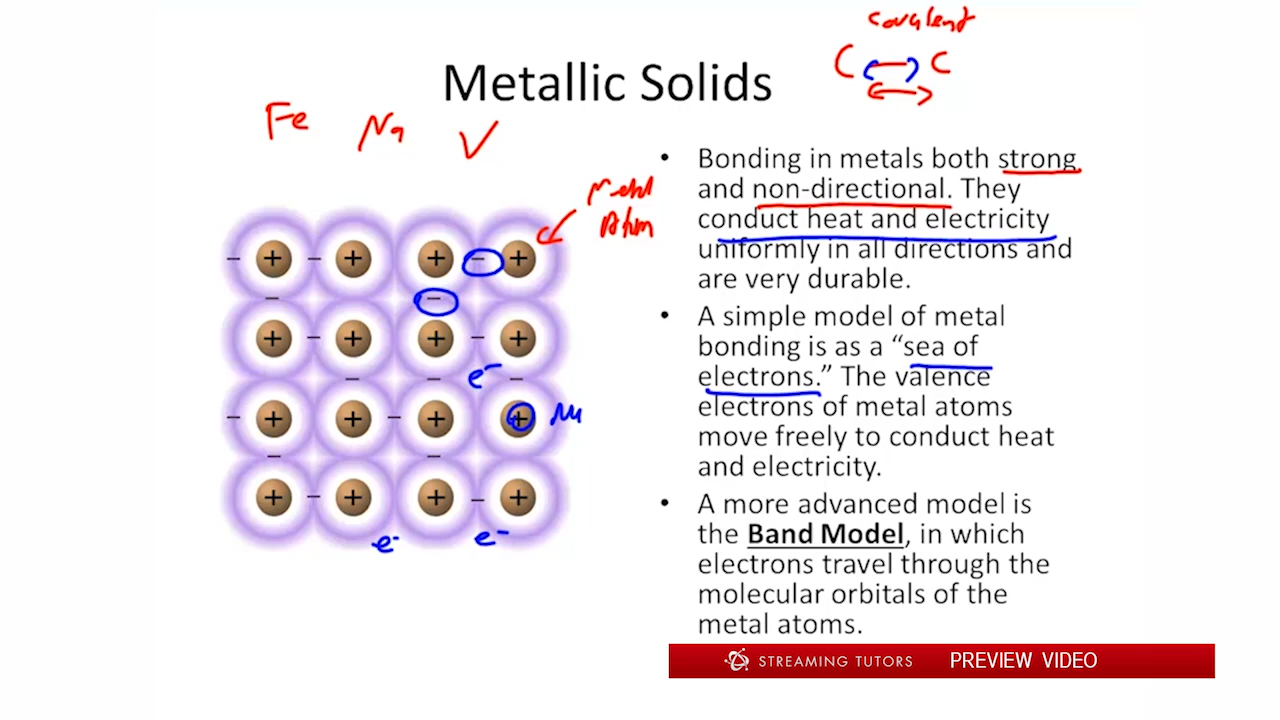 covalent
C C
Metallic Solids
Fe Na V
Metal
Atom
• Bonding in metals both strong
and non-directional. They
conduct heat and electricity
uniformly in all directions and
are very durable.
• A simple model of metal
bonding is as a “sea of
electrons.” The valence
electrons of metal atoms
move freely to conduct heat
and electricity.
• A more advanced model is
the Band Model, in which
electrons travel through the
molecular orbitals of the
metal atoms.
− + − + + − +
− −
+ − + + − +
e⁻
− − −
− + + − + +
− −
+ − + + − +
e⁻ e⁻
STREAMING TUTORS PREVIEW VIDEO